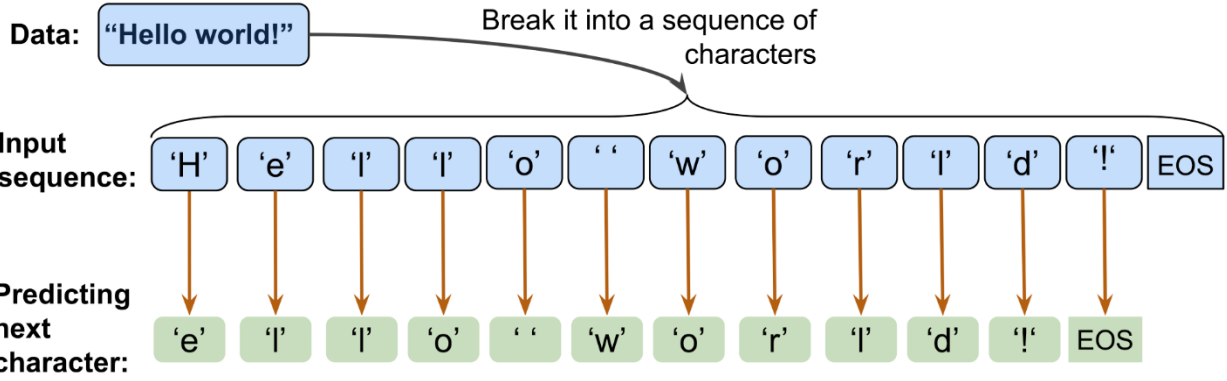 Data: “Hello world!” Break it into a sequence of
characters
Input
sequence: ‘H’ ‘e’ ‘l’ ‘l’ ‘o’ ‘ ‘ ‘w’ ‘o’ ‘r’ ‘l’ ‘d’ ‘!‘ EOS
Predicting
next
character: ‘e’ ‘l’ ‘l’ ‘o’ ‘ ‘ ‘w’ ‘o’ ‘r’ ‘l’ ‘d’ ‘!‘ EOS